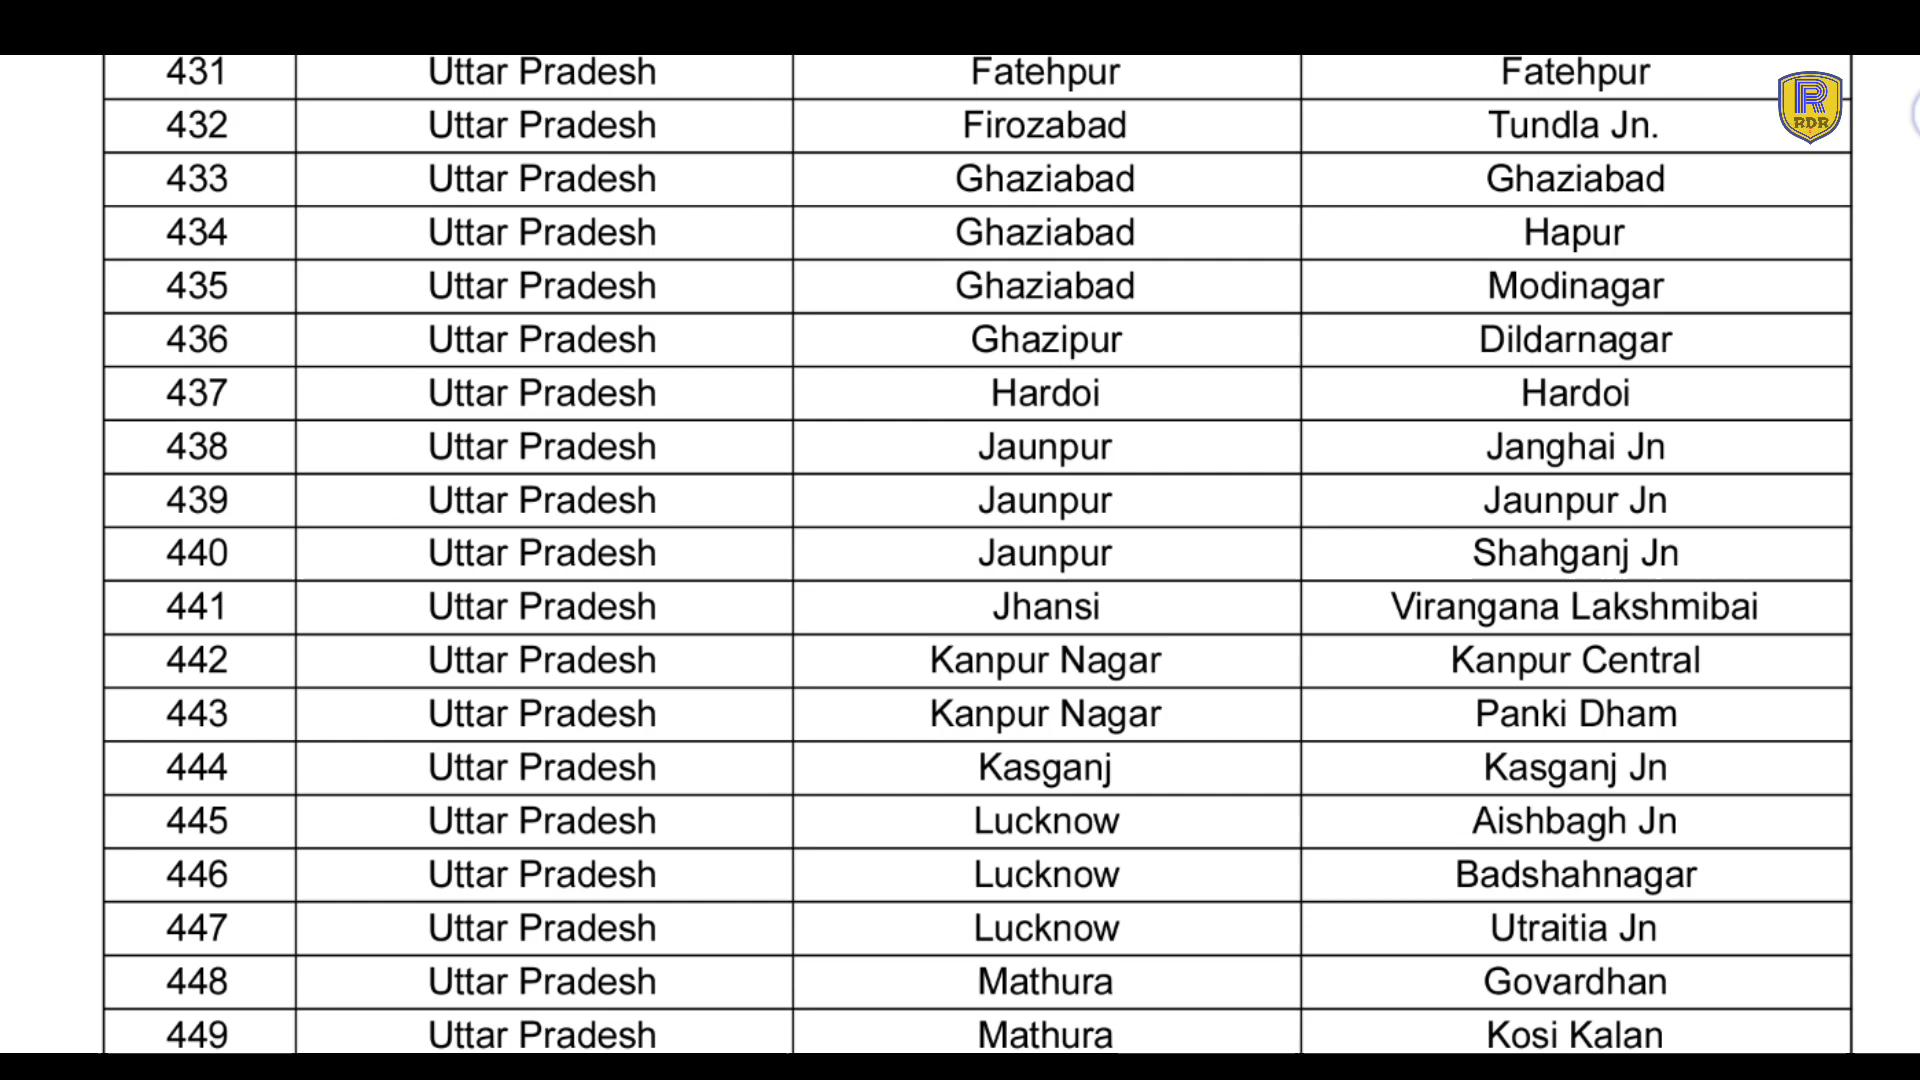 431 Uttar Pradesh Fatehpur Fatehpur
432 Uttar Pradesh Firozabad Tundla Jn.
433 Uttar Pradesh Ghaziabad Ghaziabad
434 Uttar Pradesh Ghaziabad Hapur
435 Uttar Pradesh Ghaziabad Modinagar
436 Uttar Pradesh Ghazipur Dildarnagar
437 Uttar Pradesh Hardoi Hardoi
438 Uttar Pradesh Jaunpur Janghai Jn
439 Uttar Pradesh Jaunpur Jaunpur Jn
440 Uttar Pradesh Jaunpur Shahganj Jn
441 Uttar Pradesh Jhansi Virangana Lakshmibai
442 Uttar Pradesh Kanpur Nagar Kanpur Central
443 Uttar Pradesh Kanpur Nagar Panki Dham
444 Uttar Pradesh Kasganj Kasganj Jn
445 Uttar Pradesh Lucknow Aishbagh Jn
446 Uttar Pradesh Lucknow Badshahnagar
447 Uttar Pradesh Lucknow Utraitia Jn
448 Uttar Pradesh Mathura Govardhan
449 Uttar Pradesh Mathura Kosi Kalan
R
RDR